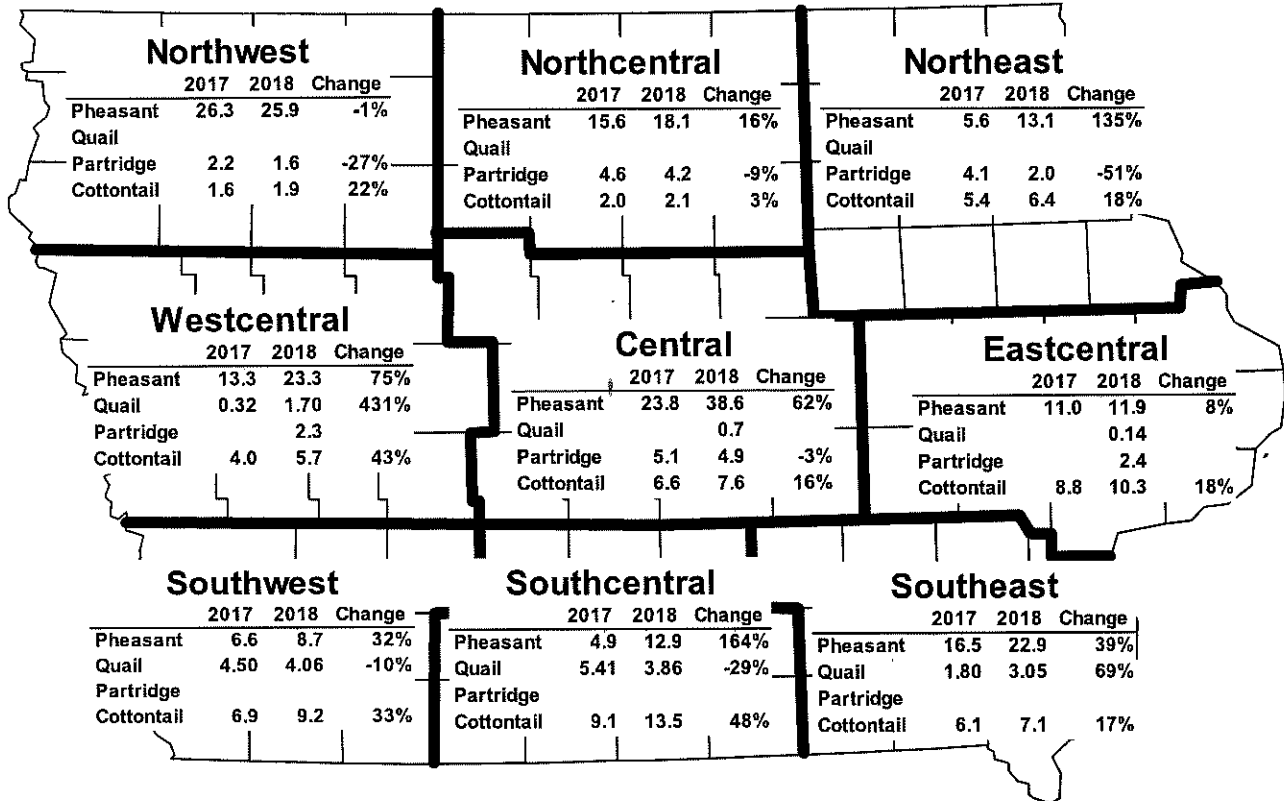 Northwest
2017 2018 Change
Pheasant 26.3 25.9 -1%
Quail
Partridge 2.2 1.6 -27%
Cottontail 1.6 1.9 22%
Northcentral
2017 2018 Change
Pheasant 15.6 18.1 16%
Quail
Partridge 4.6 4.2 -9%
Cottontail 2.0 2.1 3%
Northeast
2017 2018 Change
Pheasant 5.6 13.1 135%
Quail
Partridge 4.1 2.0 -51%
Cottontail 5.4 6.4 18%
Westcentral
2017 2018 Change
Pheasant 13.3 23.3 75%
Quail 0.32 1.70 431%
Partridge 2.3
Cottontail 4.0 5.7 43%
Central
2017 2018 Change
Pheasant 23.8 38.6 62%
Quail 0.7
Partridge 5.1 4.9 -3%
Cottontail 6.6 7.6 16%
Eastcentral
2017 2018 Change
Pheasant 11.0 11.9 8%
Quail 0.14
Partridge 2.4
Cottontail 8.8 10.3 18%
Southwest
2017 2018 Change
Pheasant 6.6 8.7 32%
Quail 4.50 4.06 -10%
Partridge
Cottontail 6.9 9.2 33%
Southcentral
2017 2018 Change
Pheasant 4.9 12.9 164%
Quail 5.41 3.86 -29%
Partridge
Cottontail 9.1 13.5 48%
Southeast
2017 2018 Change
Pheasant 16.5 22.9 39%
Quail 1.80 3.05 69%
Partridge
Cottontail 6.1 7.1 17%